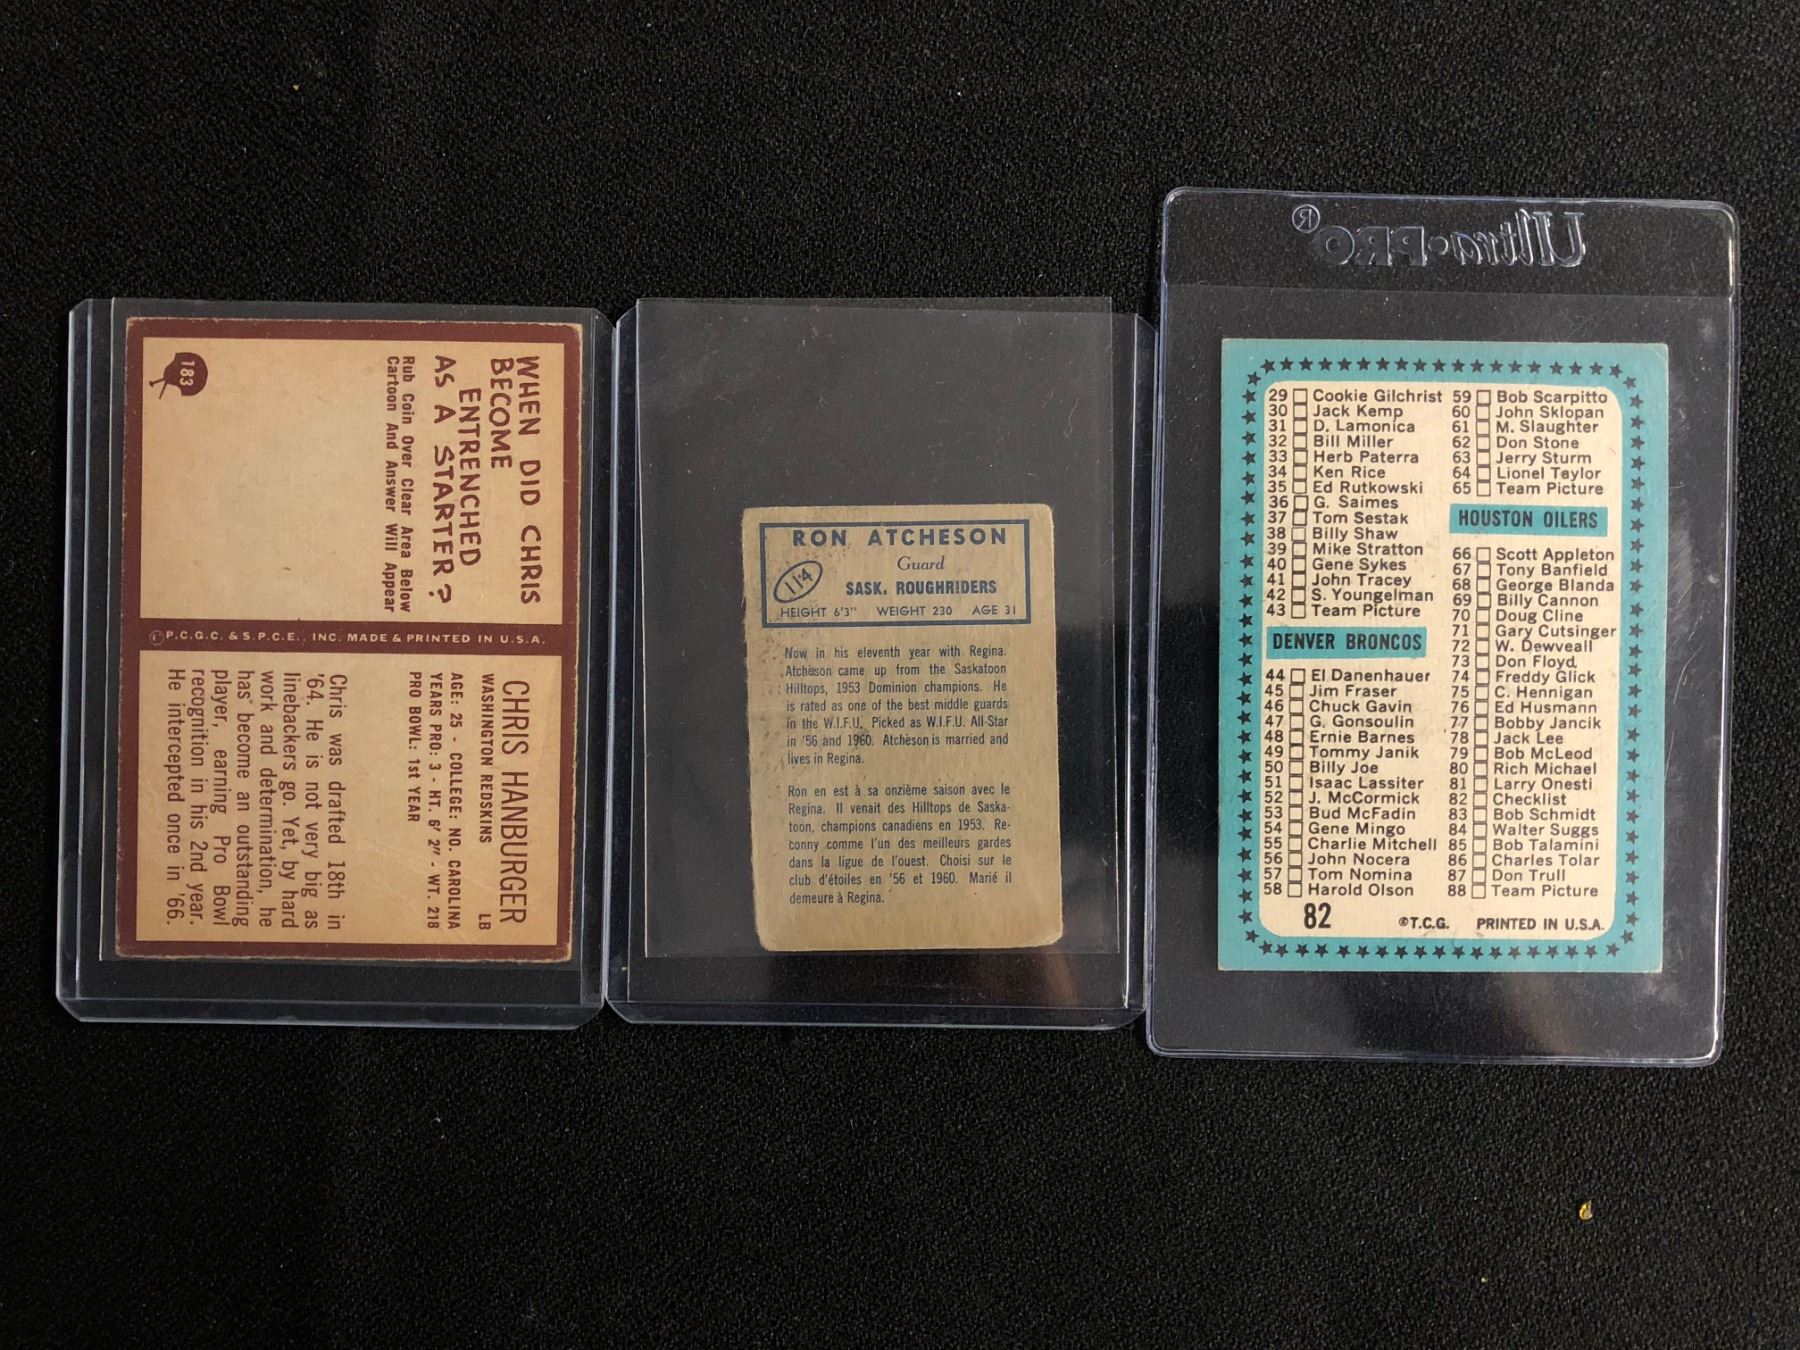 WHEN DID CHRIS
BECOME
ENTRENCHED
AS A STARTER?
Rub Coin Over Clear Area Below
Cartoon And Answer Will Appear
183
© P.C.G.C. & S.P.C.E., INC. MADE & PRINTED IN U.S.A.
CHRIS HANBURGER
WASHINGTON REDSKINS LB
AGE: 25 - COLLEGE: NO. CAROLINA
YEARS PRO: 3 - HT. 6' 2" - WT. 218
PRO BOWL: 1st YEAR
Chris was drafted 18th in
'64. He is not very big as
linebackers go. Yet, by hard
work and determination, he
has become an outstanding
player, earning Pro Bowl
recognition in his 2nd year.
He intercepted once in '66.
RON ATCHESON
Guard
114
SASK. ROUGHRIDERS
HEIGHT 6'3" WEIGHT 230 AGE 31
Now in his eleventh year with Regina.
Atcheson came up from the Saskatoon
Hilltops, 1953 Dominion champions. He
is rated as one of the best middle guards
in the W.I.F.U. Picked as W.I.F.U. All-Star
in '56 and 1960. Atcheson is married and
lives in Regina.
Ron en est à sa onzième saison avec le
Regina. Il venait des Hilltops de Saska-
toon, champions canadiens en 1953. Re-
conny comme l'un des meilleurs gardes
dans la ligue de l'ouest. Choisi sur le
club d'étoiles en '56 et 1960. Marié il
demeure à Regina.
Ultra•PRO®
29 Cookie Gilchrist
30 Jack Kemp
31 D. Lamonica
32 Bill Miller
33 Herb Paterra
34 Ken Rice
35 Ed Rutkowski
36 G. Saimes
37 Tom Sestak
38 Billy Shaw
39 Mike Stratton
40 Gene Sykes
41 John Tracey
42 S. Youngelman
43 Team Picture
DENVER BRONCOS
44 El Danenhauer
45 Jim Fraser
46 Chuck Gavin
47 G. Gonsoulin
48 Ernie Barnes
49 Tommy Janik
50 Billy Joe
51 Isaac Lassiter
52 J. McCormick
53 Bud McFadin
54 Gene Mingo
55 Charlie Mitchell
56 John Nocera
57 Tom Nomina
58 Harold Olson
59 Bob Scarpitto
60 John Sklopan
61 M. Slaughter
62 Don Stone
63 Jerry Sturm
64 Lionel Taylor
65 Team Picture
HOUSTON OILERS
66 Scott Appleton
67 Tony Banfield
68 George Blanda
69 Billy Cannon
70 Doug Cline
71 Gary Cutsinger
72 W. Dewveall
73 Don Floyd
74 Freddy Glick
75 C. Hennigan
76 Ed Husmann
77 Bobby Jancik
78 Jack Lee
79 Bob McLeod
80 Rich Michael
81 Larry Onesti
82 Checklist
83 Bob Schmidt
84 Walter Suggs
85 Bob Talamini
86 Charles Tolar
87 Don Trull
88 Team Picture
82 ©T.C.G. PRINTED IN U.S.A.